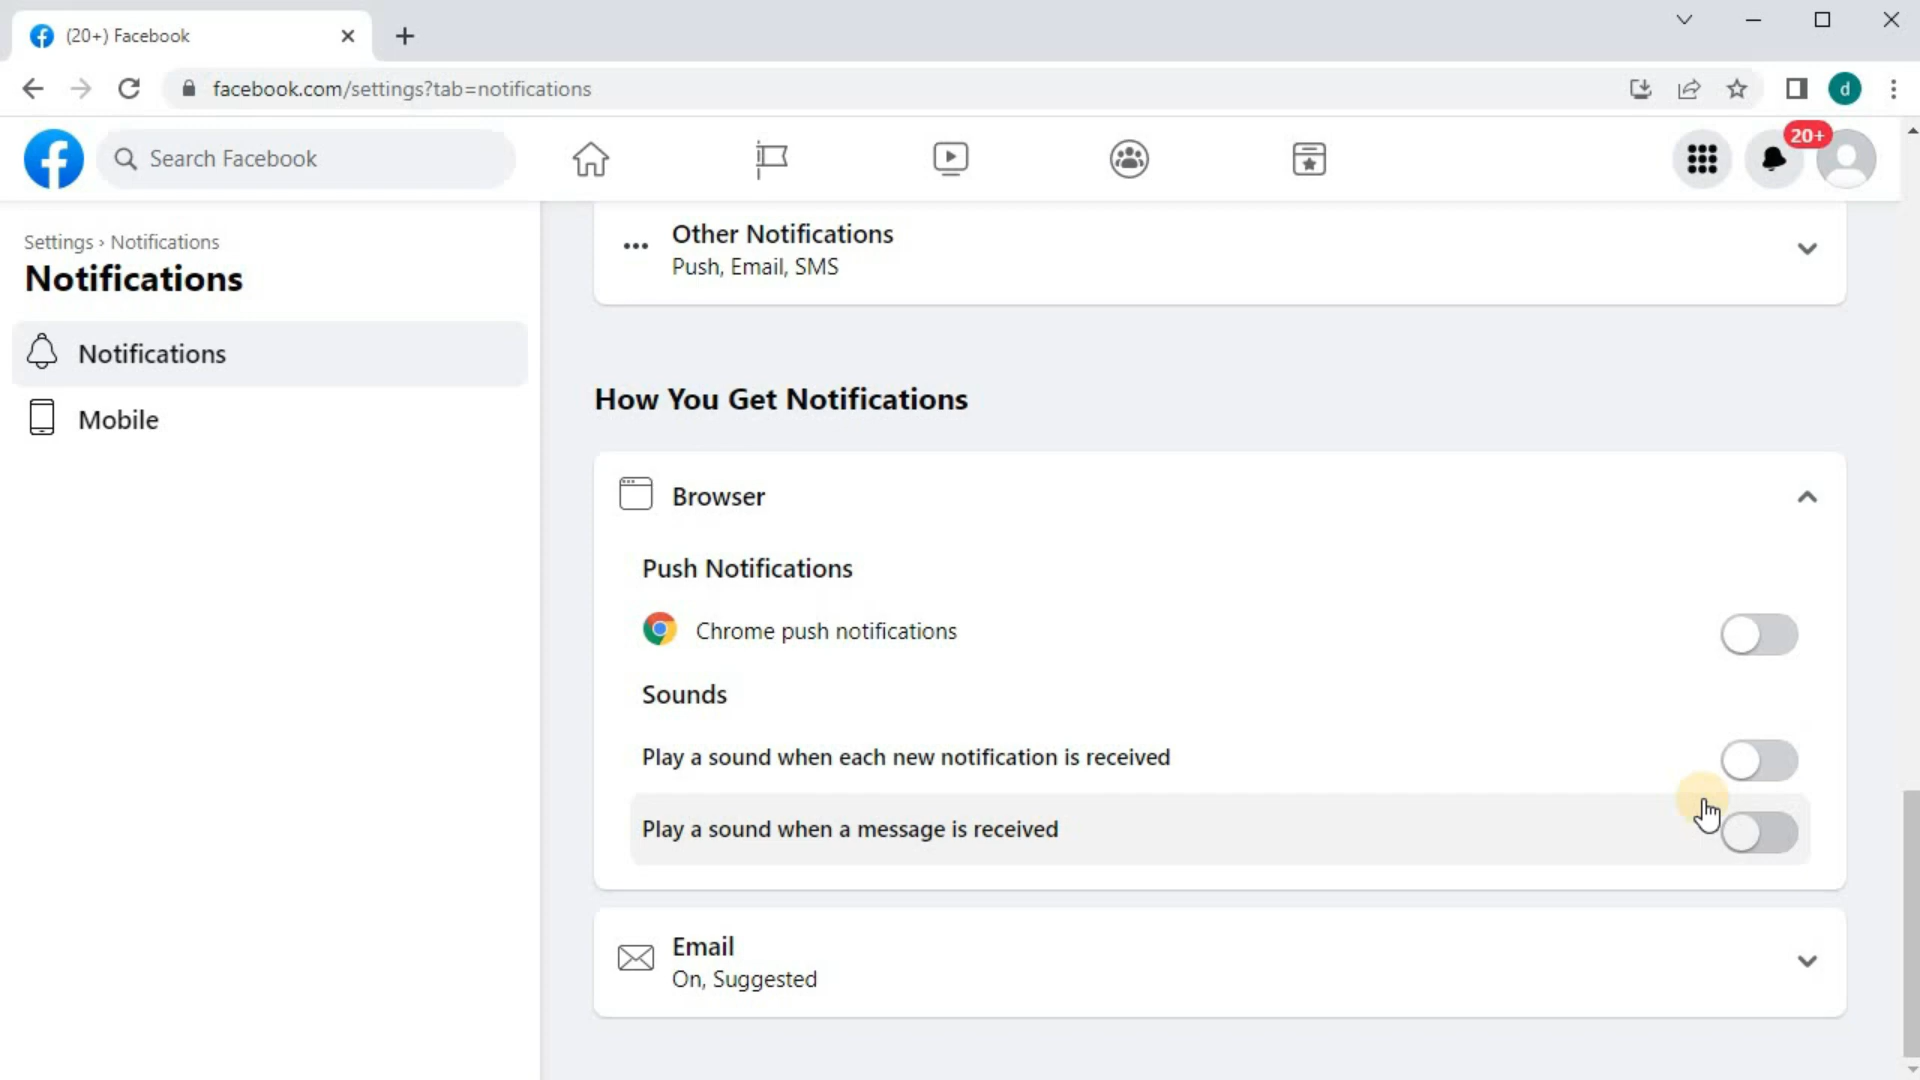 (20+) Facebook
facebook.com/settings?tab=notifications
d
Search Facebook
20+
Settings › Notifications
Notifications
Notifications
Mobile
Other Notifications
Push, Email, SMS
How You Get Notifications
Browser
Push Notifications
Chrome push notifications
Sounds
Play a sound when each new notification is received
Play a sound when a message is received
Email
On, Suggested